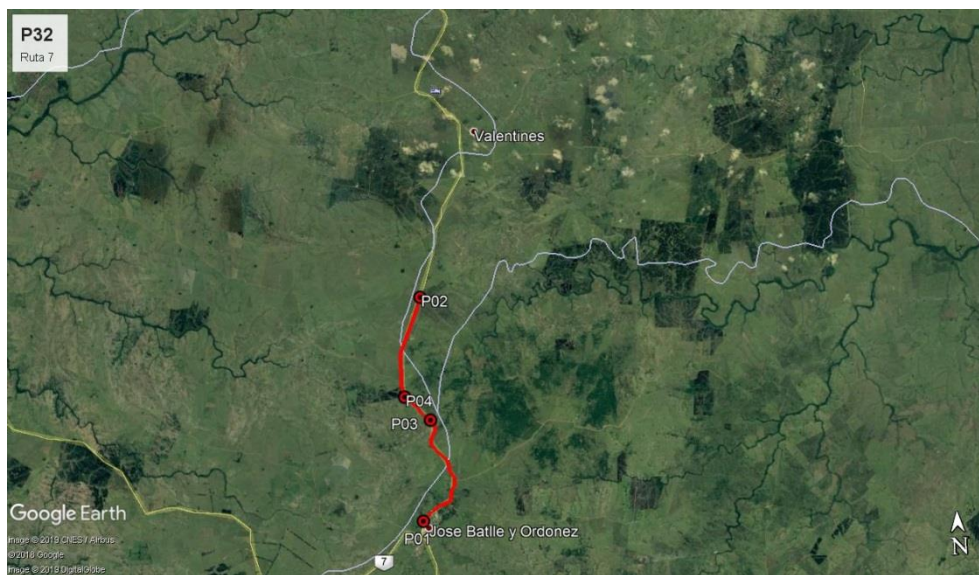 P32
Ruta 7
Valentines
P02
P04
P03
Jose Batlle y Ordonez
P01
7
Google Earth
N
Image © 2019 CNES / Airbus
©2018 Google
Image © 2019 DigitalGlobe